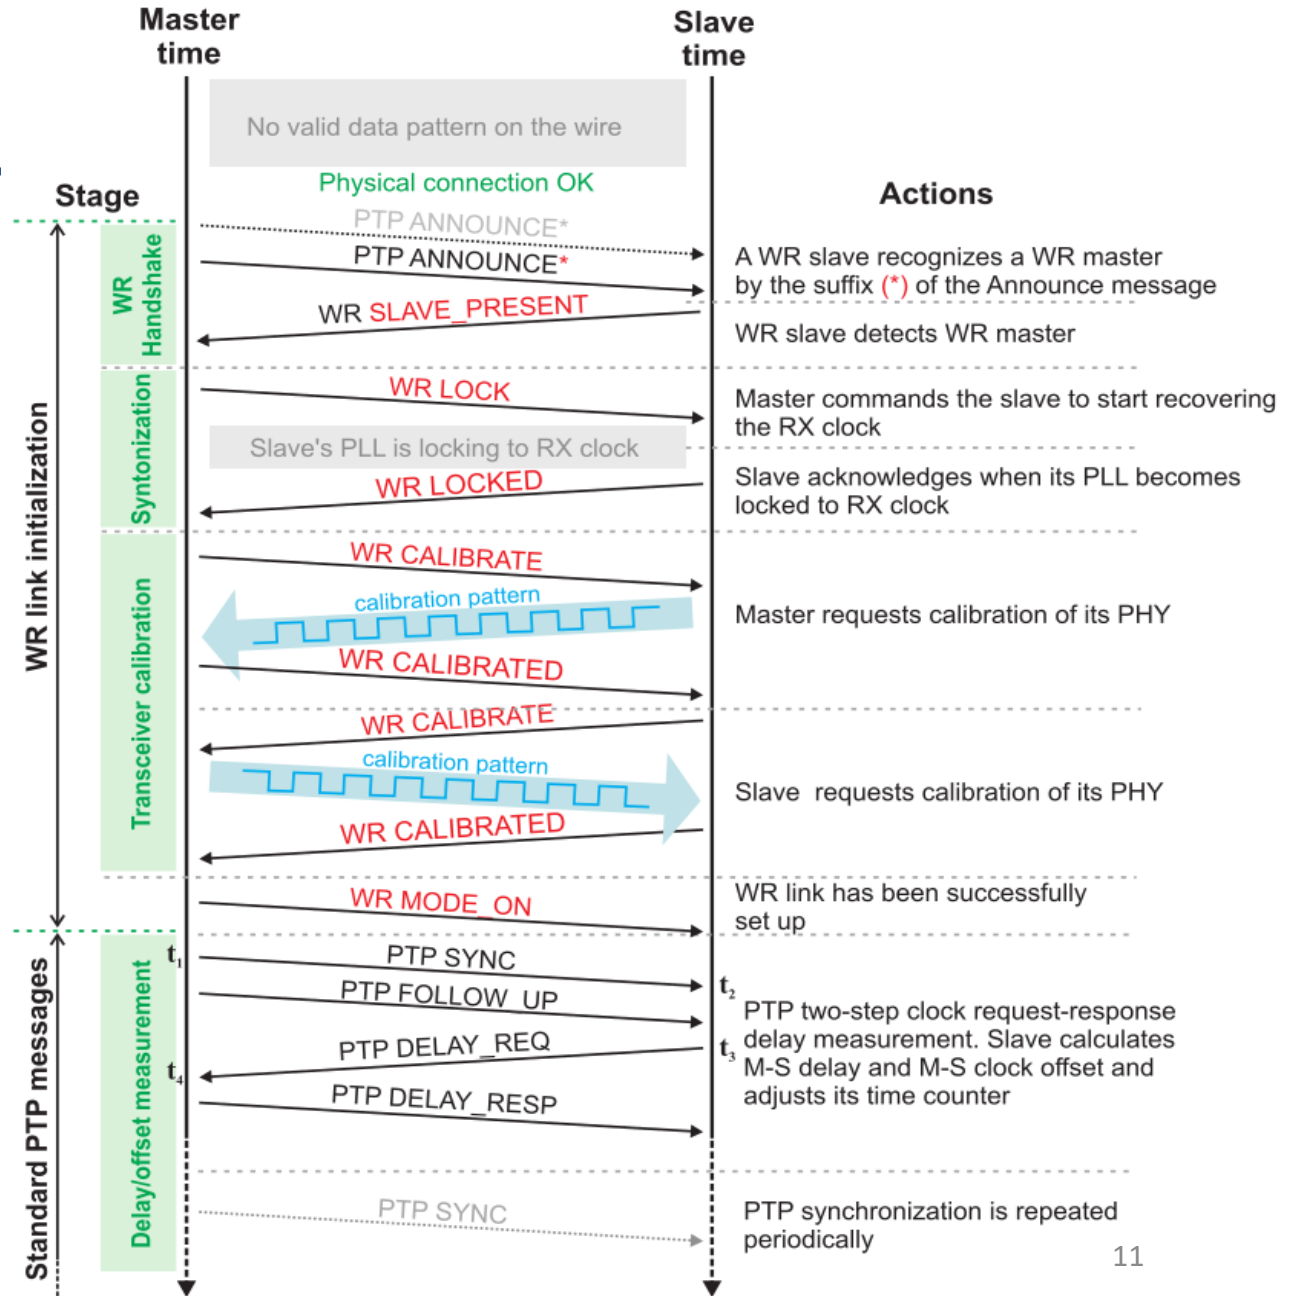 Master
time
Slave
time
No valid data pattern on the wire
Physical connection OK
Stage
Actions
WR link initialization
Standard PTP messages
WR
Handshake
Syntonization
Transceiver calibration
Delay/offset measurement
PTP ANNOUNCE*
PTP ANNOUNCE*
A WR slave recognizes a WR master
by the suffix (*) of the Announce message
WR SLAVE_PRESENT
WR slave detects WR master
WR LOCK
Master commands the slave to start recovering
the RX clock
Slave's PLL is locking to RX clock
WR LOCKED
Slave acknowledges when its PLL becomes
locked to RX clock
WR CALIBRATE
calibration pattern
Master requests calibration of its PHY
WR CALIBRATED
WR CALIBRATE
calibration pattern
Slave requests calibration of its PHY
WR CALIBRATED
WR MODE_ON
WR link has been successfully
set up
t1
PTP SYNC
t2
PTP FOLLOW_UP
PTP two-step clock request-response
delay measurement. Slave calculates
M-S delay and M-S clock offset and
adjusts its time counter
PTP DELAY_REQ
t3
t4
PTP DELAY_RESP
PTP SYNC
PTP synchronization is repeated
periodically
11